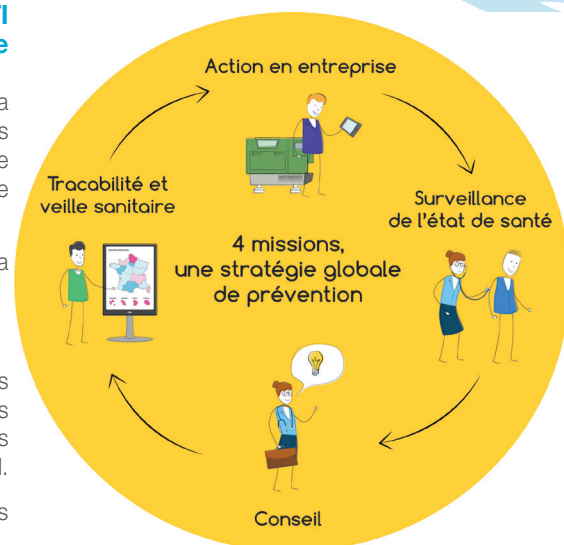 Action en entreprise
Tracabilité et
veille sanitaire
Surveillance
de l'état de santé
4 missions,
une stratégie globale
de prévention
Conseil